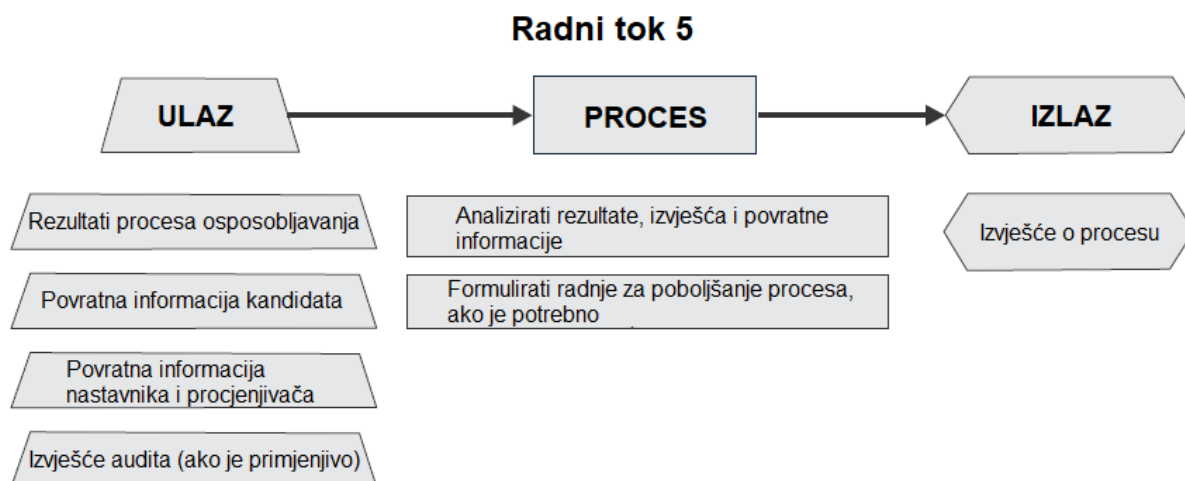 Radni tok 5
ULAZ
PROCES
IZLAZ
Rezultati procesa osposobljavanja
Povratna informacija kandidata
Povratna informacija
nastavnika i procjenjivača
Izvješće audita (ako je primjenjivo)
Analizirati rezultate, izvješća i povratne
informacije
Formulirati radnje za poboljšanje procesa,
ako je potrebno
Izvješće o procesu